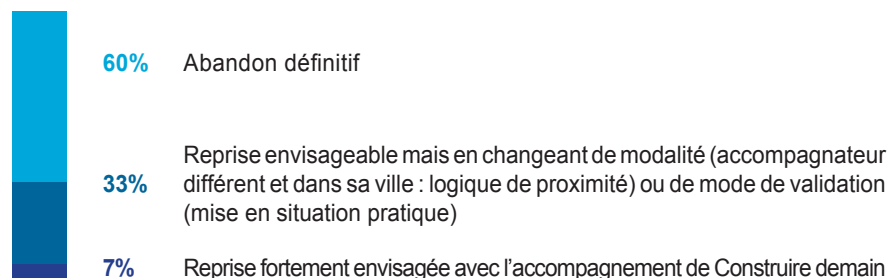 60% Abandon définitif
Reprise envisageable mais en changeant de modalité (accompagnateur
33% différent et dans sa ville : logique de proximité) ou de mode de validation
(mise en situation pratique)
7% Reprise fortement envisagée avec l'accompagnement de Construire demain